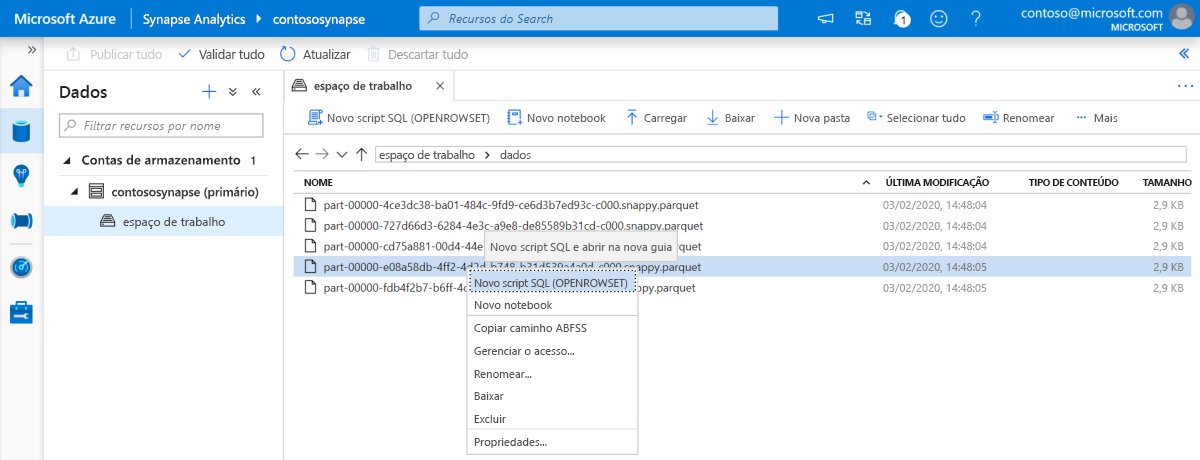 Microsoft Azure
Synapse Analytics
contososynapse
Recursos do Search
1
contoso@microsoft.com
MICROSOFT
Publicar tudo
Validar tudo
Atualizar
Descartar tudo
Dados
Filtrar recursos por nome
Contas de armazenamento 1
contososynapse (primário)
espaço de trabalho
espaço de trabalho
Novo script SQL (OPENROWSET)
Novo notebook
Carregar
Baixar
Nova pasta
Selecionar tudo
Renomear
Mais
espaço de trabalho
dados
NOME ÚLTIMA MODIFICAÇÃO TIPO DE CONTEÚDO TAMANHO
part-00000-4ce3dc38-ba01-484c-9fd9-ce6d3b7ed93c-c000.snappy.parquet 03/02/2020, 14:48:04 2,9 KB
part-00000-727d66d3-6284-4e3c-a9e8-de85589b31cd-c000.snappy.parquet 03/02/2020, 14:48:04 2,9 KB
part-00000-cd75a881-00d4-44e c000.snappy.parquet 03/02/2020, 14:48:04 2,9 KB
Novo script SQL e abrir na nova guia
part-00000-e08a58db-4ff2-4d2d-b748-b31d539a4a0d-c000.snappy.parquet 03/02/2020, 14:48:05 2,9 KB
part-00000-fdb4f2b7-b6ff-4 ppy.parquet 03/02/2020, 14:48:05 2,9 KB
Novo script SQL (OPENROWSET)
Novo notebook
Copiar caminho ABFSS
Gerenciar o acesso...
Renomear...
Baixar
Excluir
Propriedades...